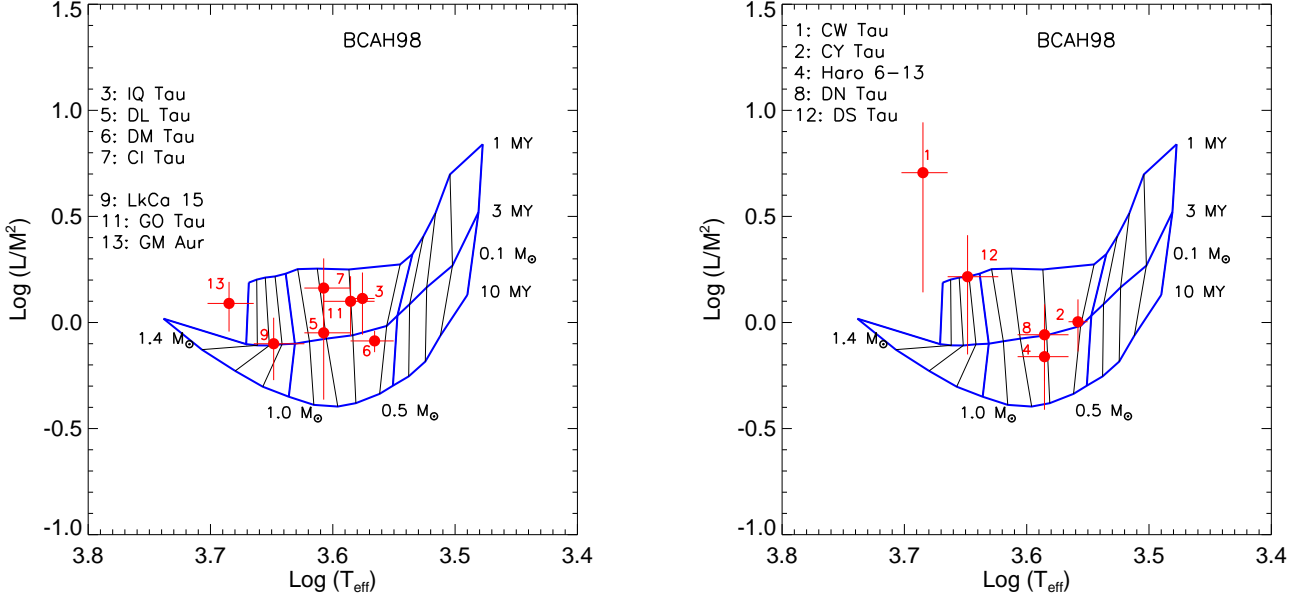 BCAH98
3: IQ Tau
5: DL Tau
6: DM Tau
7: CI Tau
9: LkCa 15
11: GO Tau
13: GM Aur
1 MY
3 MY
0.1 M⊙
10 MY
1.4 M⊙
1.0 M⊙
0.5 M⊙
13
7
3
11
5
9
6
1.5
1.0
0.5
0.0
-0.5
-1.0
3.8
3.7
3.6
3.5
3.4
Log (L/M²)
Log (Teff)
BCAH98
1: CW Tau
2: CY Tau
4: Haro 6-13
8: DN Tau
12: DS Tau
1 MY
3 MY
0.1 M⊙
10 MY
1.4 M⊙
1.0 M⊙
0.5 M⊙
1
12
2
8
4
1.5
1.0
0.5
0.0
-0.5
-1.0
3.8
3.7
3.6
3.5
3.4
Log (L/M²)
Log (Teff)